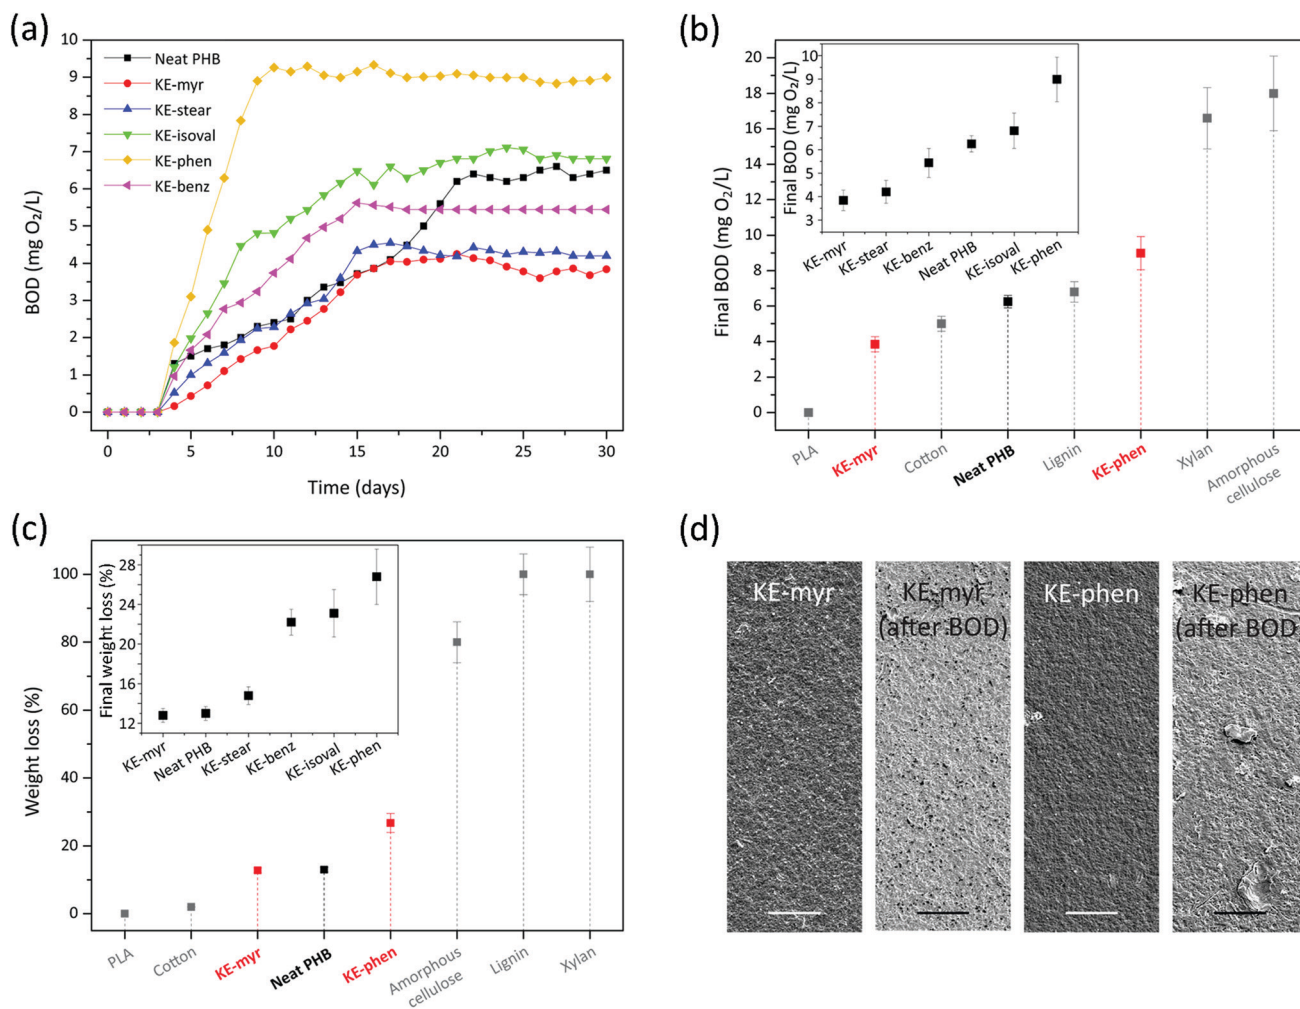 (a)
BOD (mg O₂/L)
10
9
8
7
6
5
4
3
2
1
0
Neat PHB
KE-myr
KE-stear
KE-isoval
KE-phen
KE-benz
0
5
10
15
20
25
30
Time (days)
(b)
Final BOD (mg O₂/L)
20
18
16
14
12
10
8
6
4
2
0
Final BOD (mg O₂/L)
10
9
8
7
6
5
4
3
KE-myr
KE-stear
KE-benz
Neat PHB
KE-isoval
KE-phen
PLA
KE-myr
Cotton
Neat PHB
Lignin
KE-phen
Xylan
Amorphous
cellulose
(c)
Weight loss (%)
100
80
60
40
20
0
Final weight loss (%)
28
24
20
16
12
KE-myr
Neat PHB
KE-stear
KE-benz
KE-isoval
KE-phen
PLA
Cotton
KE-myr
Neat PHB
KE-phen
Amorphous
cellulose
Lignin
Xylan
(d)
KE-myr
KE-myr
(after BOD)
KE-phen
KE-phen
(after BOD)